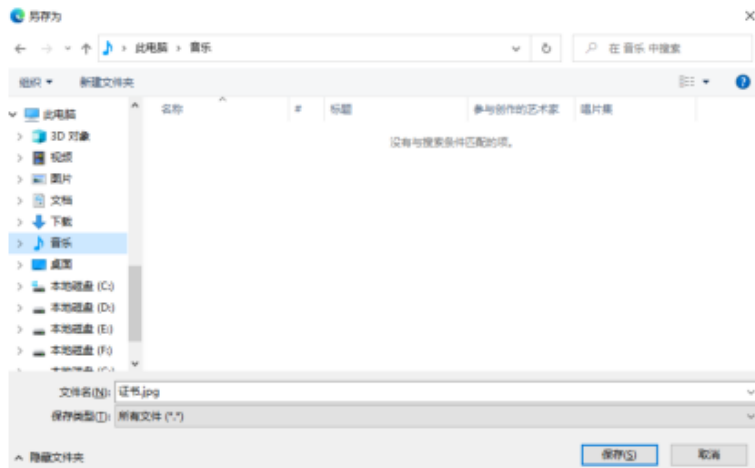 另存为
此电脑 › 音乐
在 音乐 中搜索
组织 新建文件夹
此电脑
名称 # 标题 参与创作的艺术家 唱片集
3D 对象
没有与搜索条件匹配的项。
视频
图片
文档
下载
音乐
桌面
本地磁盘 (C:)
本地磁盘 (D:)
本地磁盘 (E:)
本地磁盘 (F:)
文件名(N): 证书.jpg
保存类型(T): 所有文件 (*.*)
隐藏文件夹 保存(S) 取消